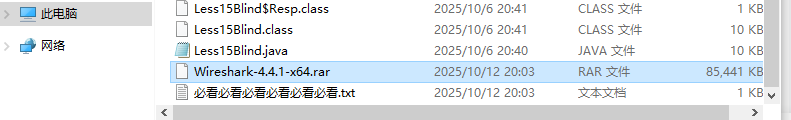 此电脑
网络
Less15Blind$Resp.class 2025/10/6 20:41 CLASS 文件 1 KB
Less15Blind.class 2025/10/6 20:41 CLASS 文件 10 KB
Less15Blind.java 2025/10/6 20:40 JAVA 文件 10 KB
Wireshark-4.4.1-x64.rar 2025/10/12 20:03 RAR 文件 85,441 KB
必看必看必看必看必看必看.txt 2025/10/12 20:03 文本文档 1 KB